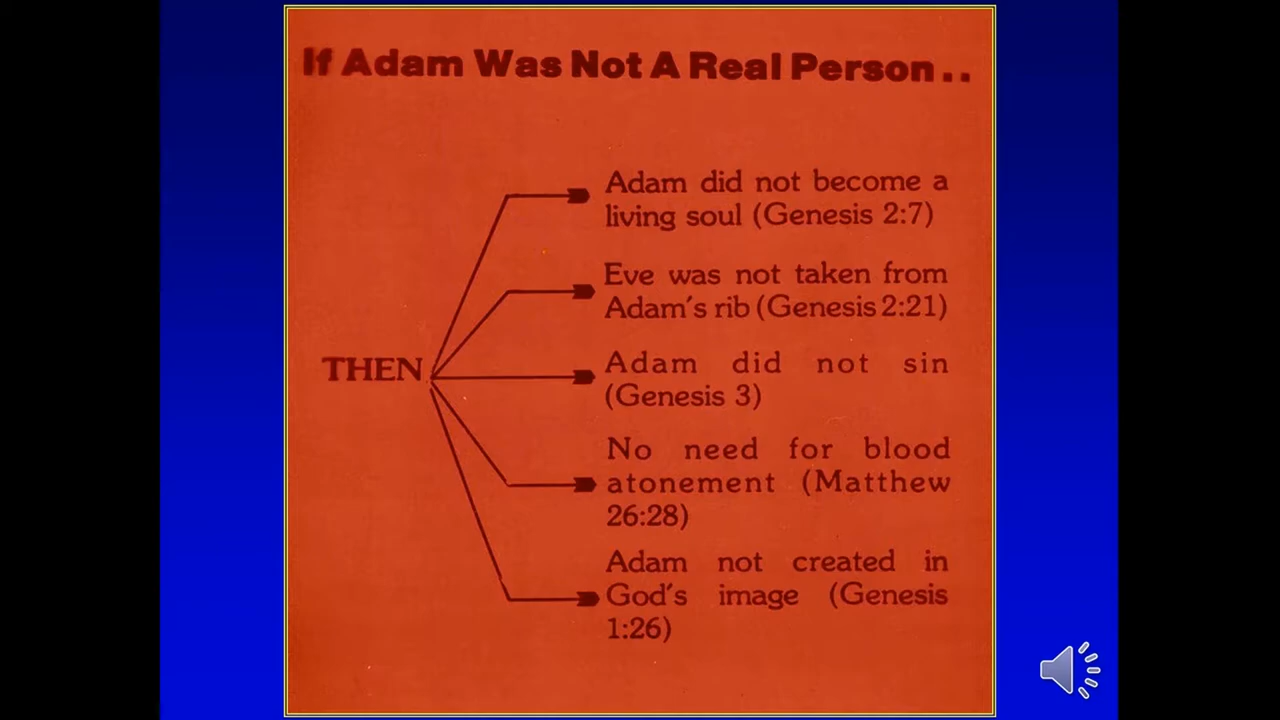 If Adam Was Not A Real Person..
Adam did not become a
living soul (Genesis 2:7)
Eve was not taken from
Adam's rib (Genesis 2:21)
THEN
Adam did not sin
(Genesis 3)
No need for blood
atonement (Matthew
26:28)
Adam not created in
God's image (Genesis
1:26)